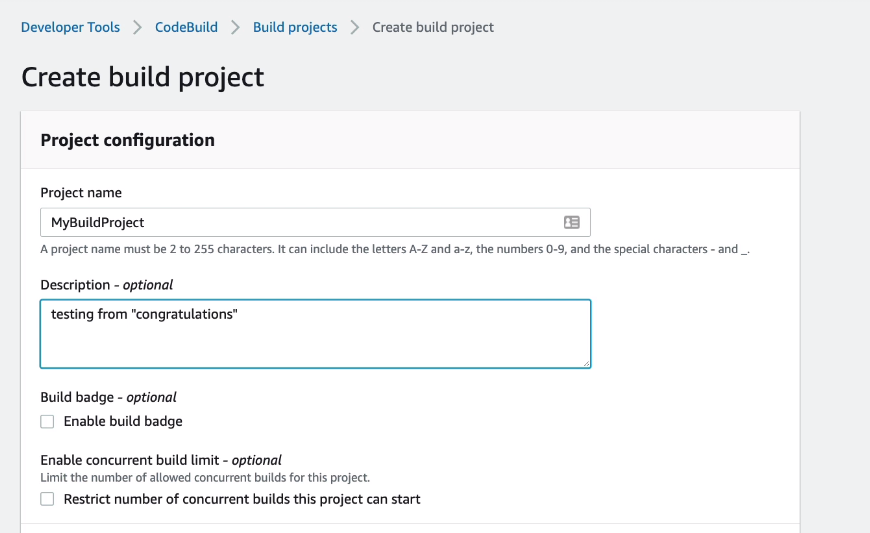 Developer Tools > CodeBuild > Build projects > Create build project
Create build project
Project configuration
Project name
MyBuildProject
A project name must be 2 to 255 characters. It can include the letters A-Z and a-z, the numbers 0-9, and the special characters - and _.
Description - optional
testing from "congratulations"
Build badge - optional
Enable build badge
Enable concurrent build limit - optional
Limit the number of allowed concurrent builds for this project.
Restrict number of concurrent builds this project can start